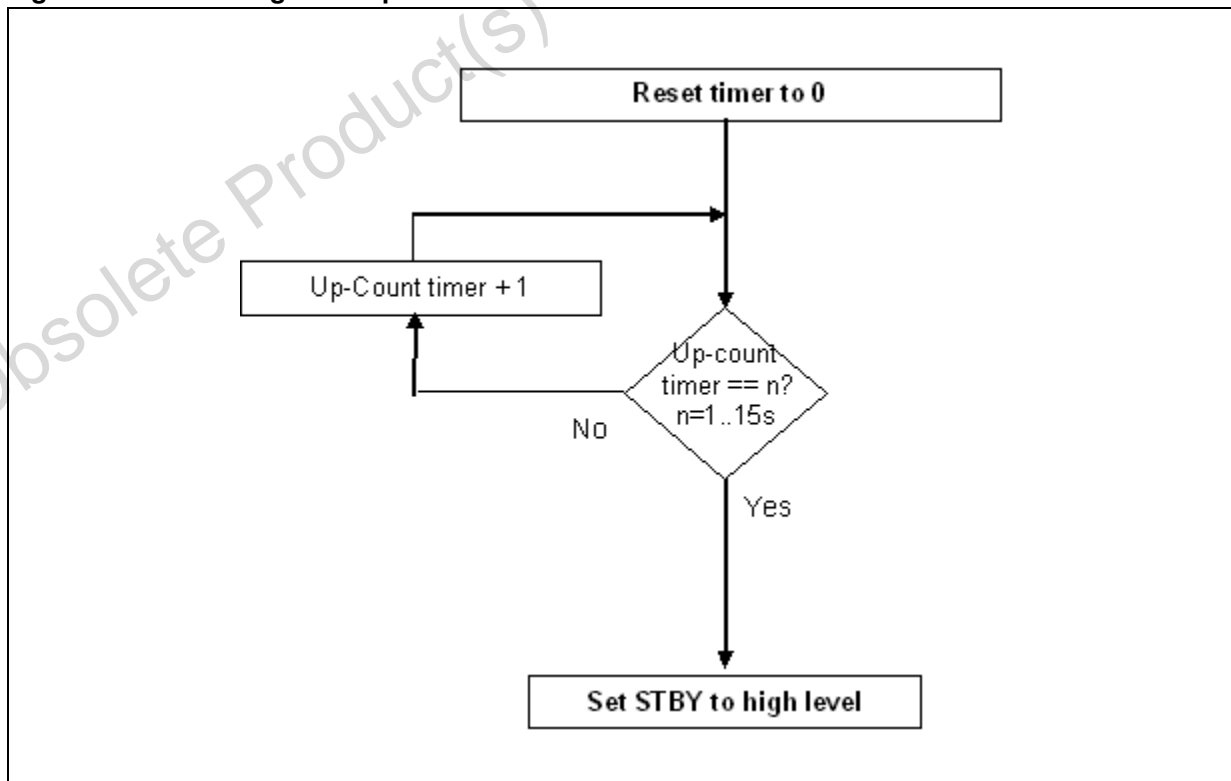 Reset timer to 0
Up-Count timer + 1
Up-count
timer == n?
n=1..15s
No
Yes
Set STBY to high level
Obsolete Product(s)